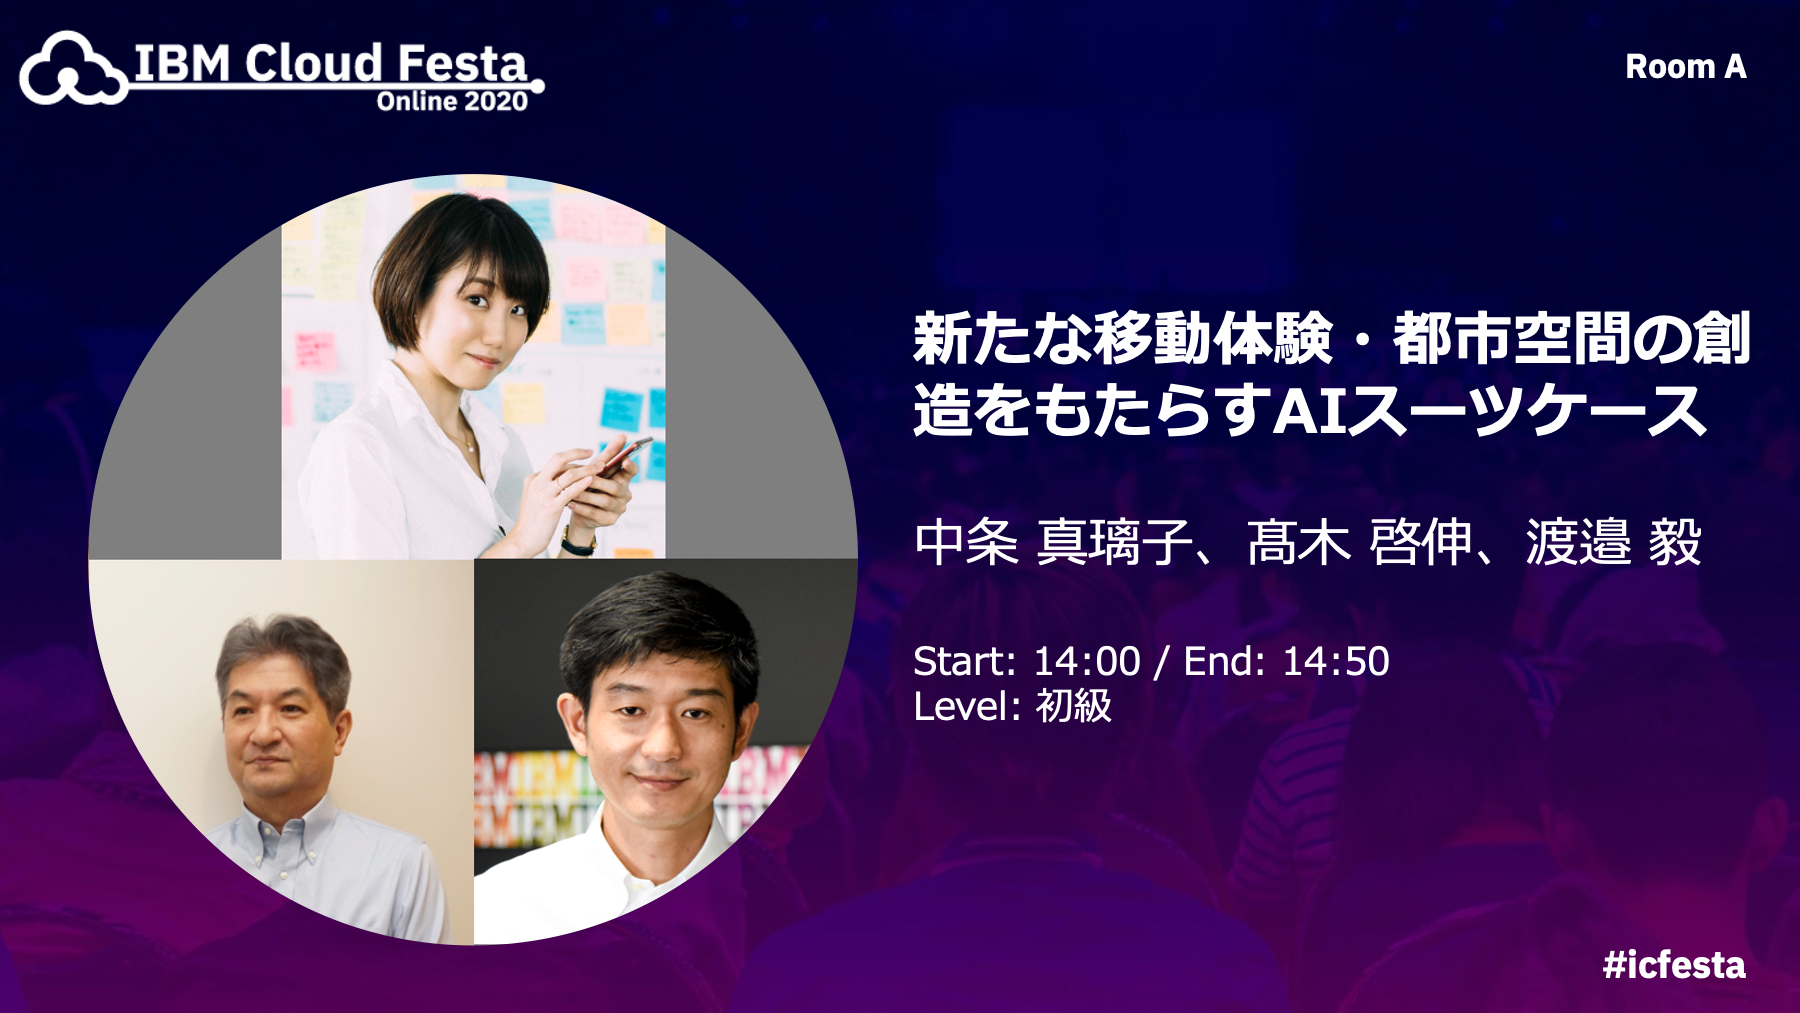 IBM Cloud Festa
Online 2020
Room A
新たな移動体験・都市空間の創
造をもたらすAIスーツケース
中条 真璃子、髙木 啓伸、渡邉 毅
Start: 14:00 / End: 14:50
Level: 初級
#icfesta